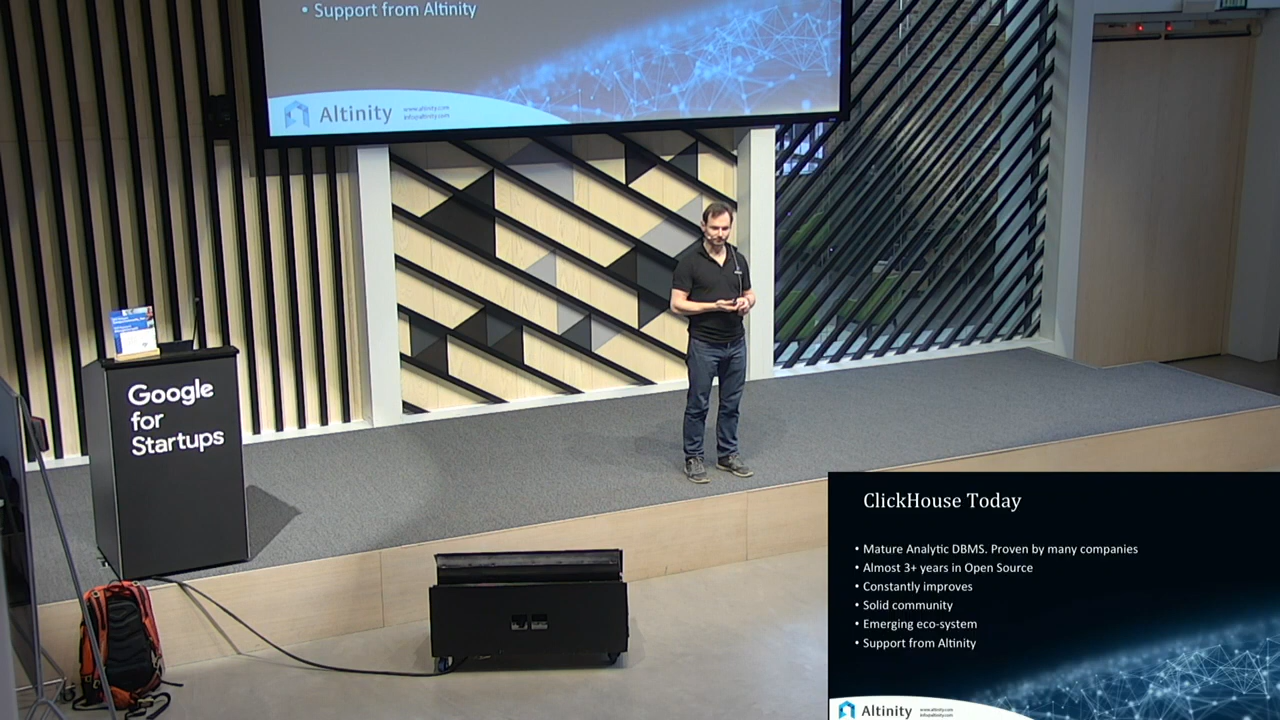 • Support from Altinity
Altinity
www.altinity.com
info@altinity.com
Google
for
Startups
ClickHouse Today
• Mature Analytic DBMS. Proven by many companies
• Almost 3+ years in Open Source
• Constantly improves
• Solid community
• Emerging eco-system
• Support from Altinity
Altinity
www.altinity.com
info@altinity.com